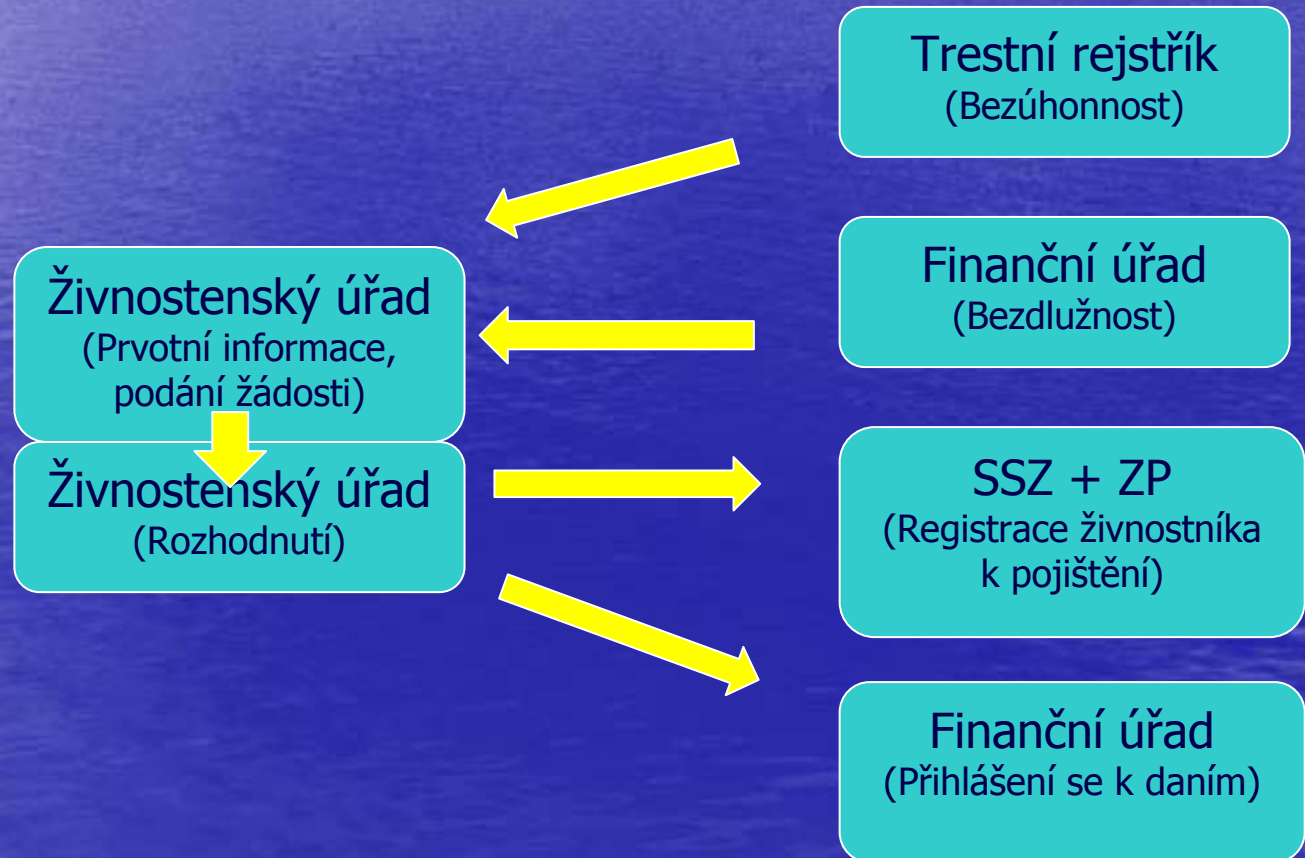 Trestní rejstřík
(Bezúhonnost)
Finanční úřad
(Bezdlužnost)
Živnostenský úřad
(Prvotní informace,
podání žádosti)
Živnostenský úřad
(Rozhodnutí)
SSZ + ZP
(Registrace živnostníka
k pojištění)
Finanční úřad
(Přihlášení se k daním)